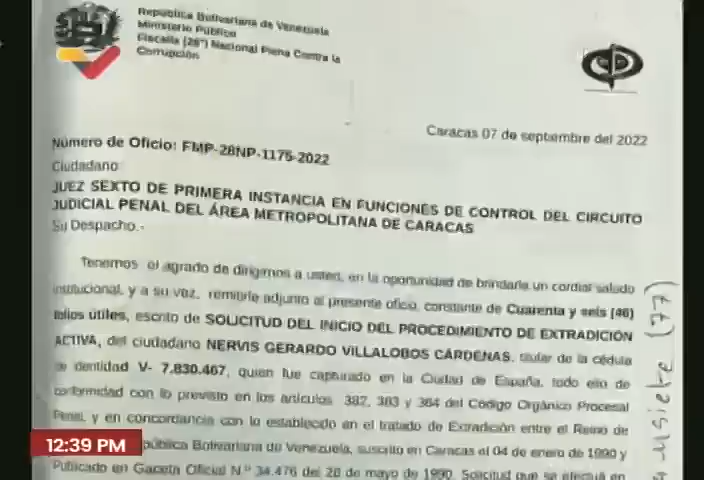 República Bolivariana de Venezuela
Ministerio Público
Fiscalía (28°) Nacional Plena Contra la
Corrupción
Caracas 07 de septiembre del 2022
Número de Oficio: FMP-28NP-1175-2022
Ciudadano
JUEZ SEXTO DE PRIMERA INSTANCIA EN FUNCIONES DE CONTROL DEL CIRCUITO
JUDICIAL PENAL DEL ÁREA METROPOLITANA DE CARACAS
Su Despacho.-
Tenemos el agrado de dirigirnos a usted, en la oportunidad de brindarle un cordial saludo
institucional, y a su vez, remitirle adjunto al presente oficio, constante de Cuarenta y seis (46)
folios útiles, escrito de SOLICITUD DEL INICIO DEL PROCEDIMIENTO DE EXTRADICIÓN
ACTIVA, del ciudadano NERVIS GERARDO VILLALOBOS CÁRDENAS, titular de la cédula
de identidad V- 7.830.467, quien fue capturado en la Ciudad de España, todo ello de
conformidad con lo previsto en los artículos 382, 383 y 384 del Código Orgánico Procesal
Penal, y en concordancia con lo establecido en el tratado de Extradición entre el Reino de
pública Bolivariana de Venezuela, suscrito en Caracas el 04 de enero de 1990 y
Publicado en Gaceta Oficial N° 34.476 del 28 de mayo de 1990. Solicitud que se efectúa en
usiete (77)
12:39 PM